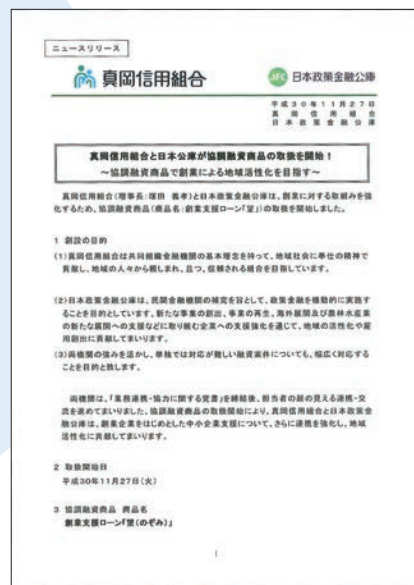 ニュースリリース
真岡信用組合
JFC 日本政策金融公庫
平成30年11月27日
真岡信用組合
日本政策金融公庫
真岡信用組合と日本公庫が協調融資商品の取扱を開始!
~協調融資商品で創業による地域活性化を目指す~
真岡信用組合(理事長:塚田 義孝)と日本政策金融公庫は、創業に対する取組みを強
化するため、協調融資商品(商品名:創業支援ローン「望」)の取扱を開始しました。
1 創設の目的
(1)真岡信用組合は共同組織金融機関の基本理念を持って、地域社会に奉仕の精神で
貢献し、地域の人々から親しまれ、且つ、信頼される組合を目指しています。
(2)日本政策金融公庫は、民間金融機関の補完を旨として、政策金融を機動的に実施す
ることを目的としています。新たな事業の創出、事業の再生、海外展開及び農林水産業
の新たな展開への支援などに取り組む企業への支援強化を通じて、地域の活性化や雇
用創出に貢献してまいります。
(3)両機関の強みを活かし、単独では対応が難しい融資案件についても、幅広く対応する
ことを目的と致します。
両機関は、「業務連携・協力に関する覚書」を締結後、担当者の顔の見える連携・交
流を進めてまいりました。協調融資商品の取扱開始により、真岡信用組合と日本政策金
融公庫は、創業企業をはじめとした中小企業支援について、さらに連携を強化し、地域
活性化に貢献してまいります。
2 取扱開始日
平成30年11月27日(火)
3 協調融資商品 商品名
創業支援ローン「望(のぞみ)」
1